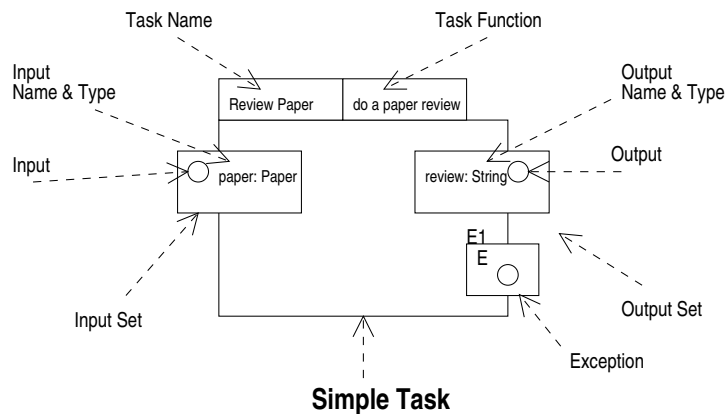 Task Name
Task Function
Input
Name & Type
Output
Name & Type
Review Paper
do a paper review
Input
paper: Paper
review: String
Output
E1
E
Input Set
Output Set
Exception
Simple Task